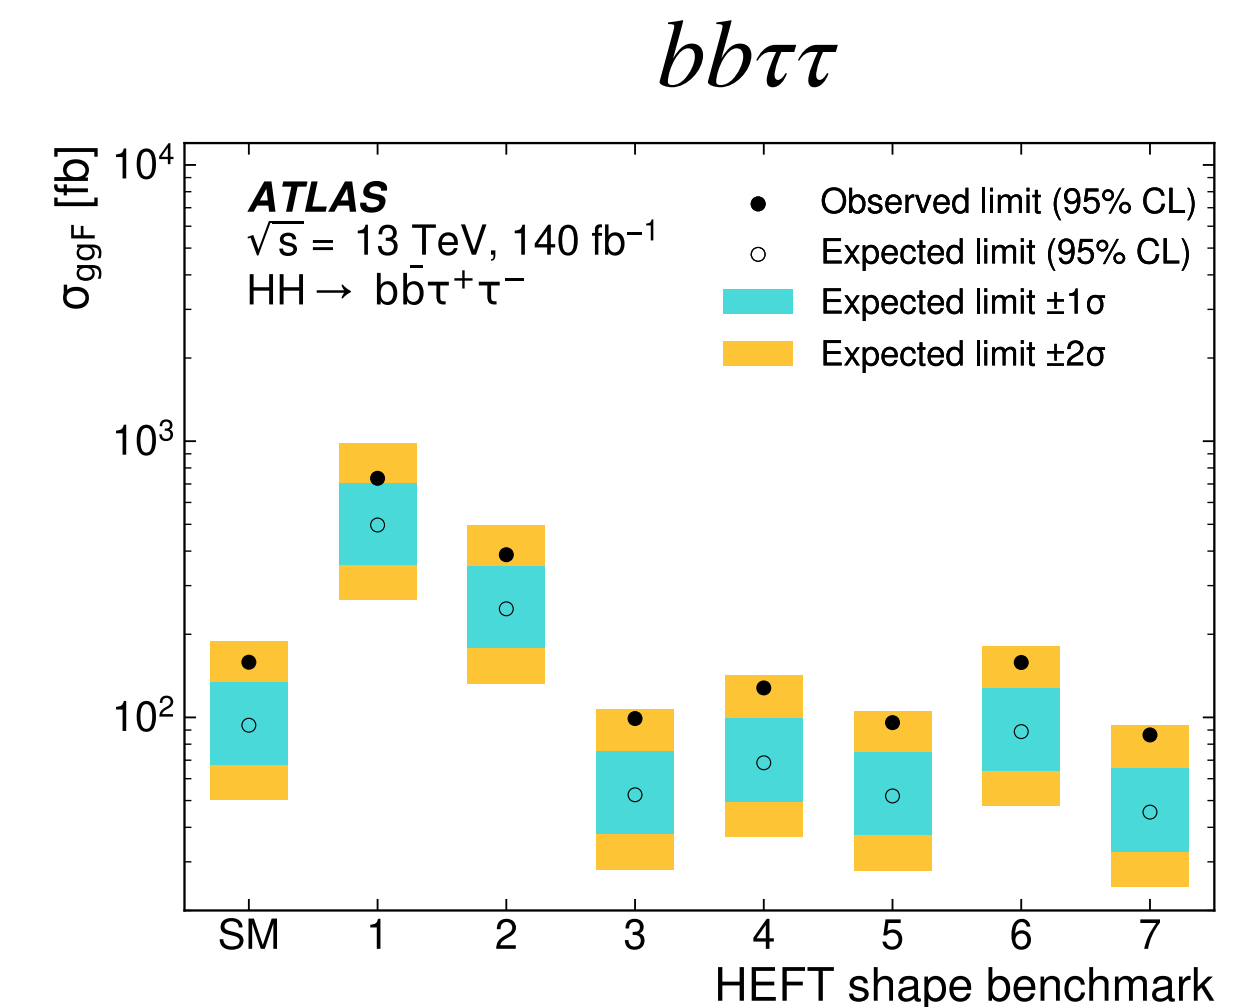 bbττ
σggF [fb]
10⁴
10³
10²
ATLAS
√s = 13 TeV, 140 fb⁻¹
HH → bb̄τ⁺τ⁻
Observed limit (95% CL)
Expected limit (95% CL)
Expected limit ±1σ
Expected limit ±2σ
SM 1 2 3 4 5 6 7
HEFT shape benchmark